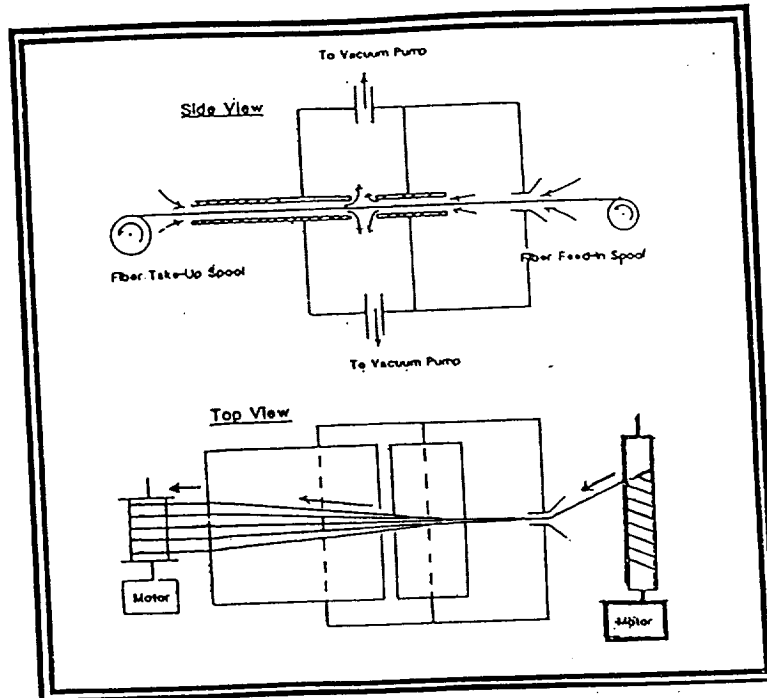 To Vacuum Pump
Side View
Fiber Take-Up Spool
Fiber Feed-In Spool
To Vacuum Pump
Top View
Motor
Motor